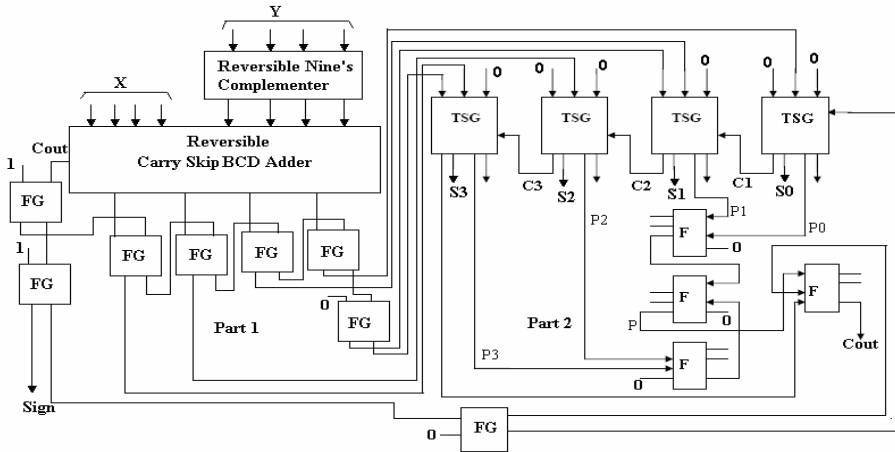 Y
X
Reversible Nine's
Complementer
0 0 0 0 0 0 0
Reversible
Carry Skip BCD Adder
TSG TSG TSG TSG
Cout
1
FG
S3 C3 S2 C2 S1 C1 S0
P1
P2
P0
F
0
1
FG
FG FG FG FG
FG
0
Part 1
Part 2
F
P
0
F
Cout
P3
F
0
Sign
FG
0